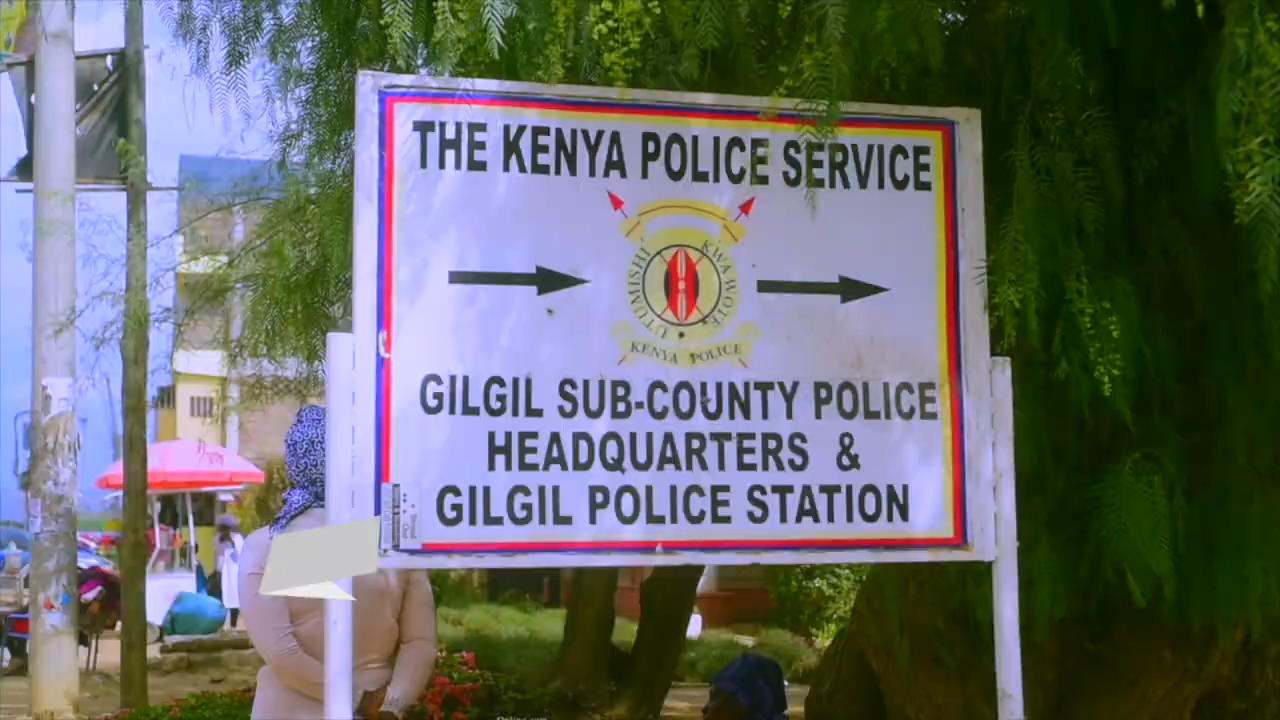 THE KENYA POLICE SERVICE
UTUMISHI KWA WOTE
KENYA POLICE
GILGIL SUB-COUNTY POLICE
HEADQUARTERS &
GILGIL POLICE STATION